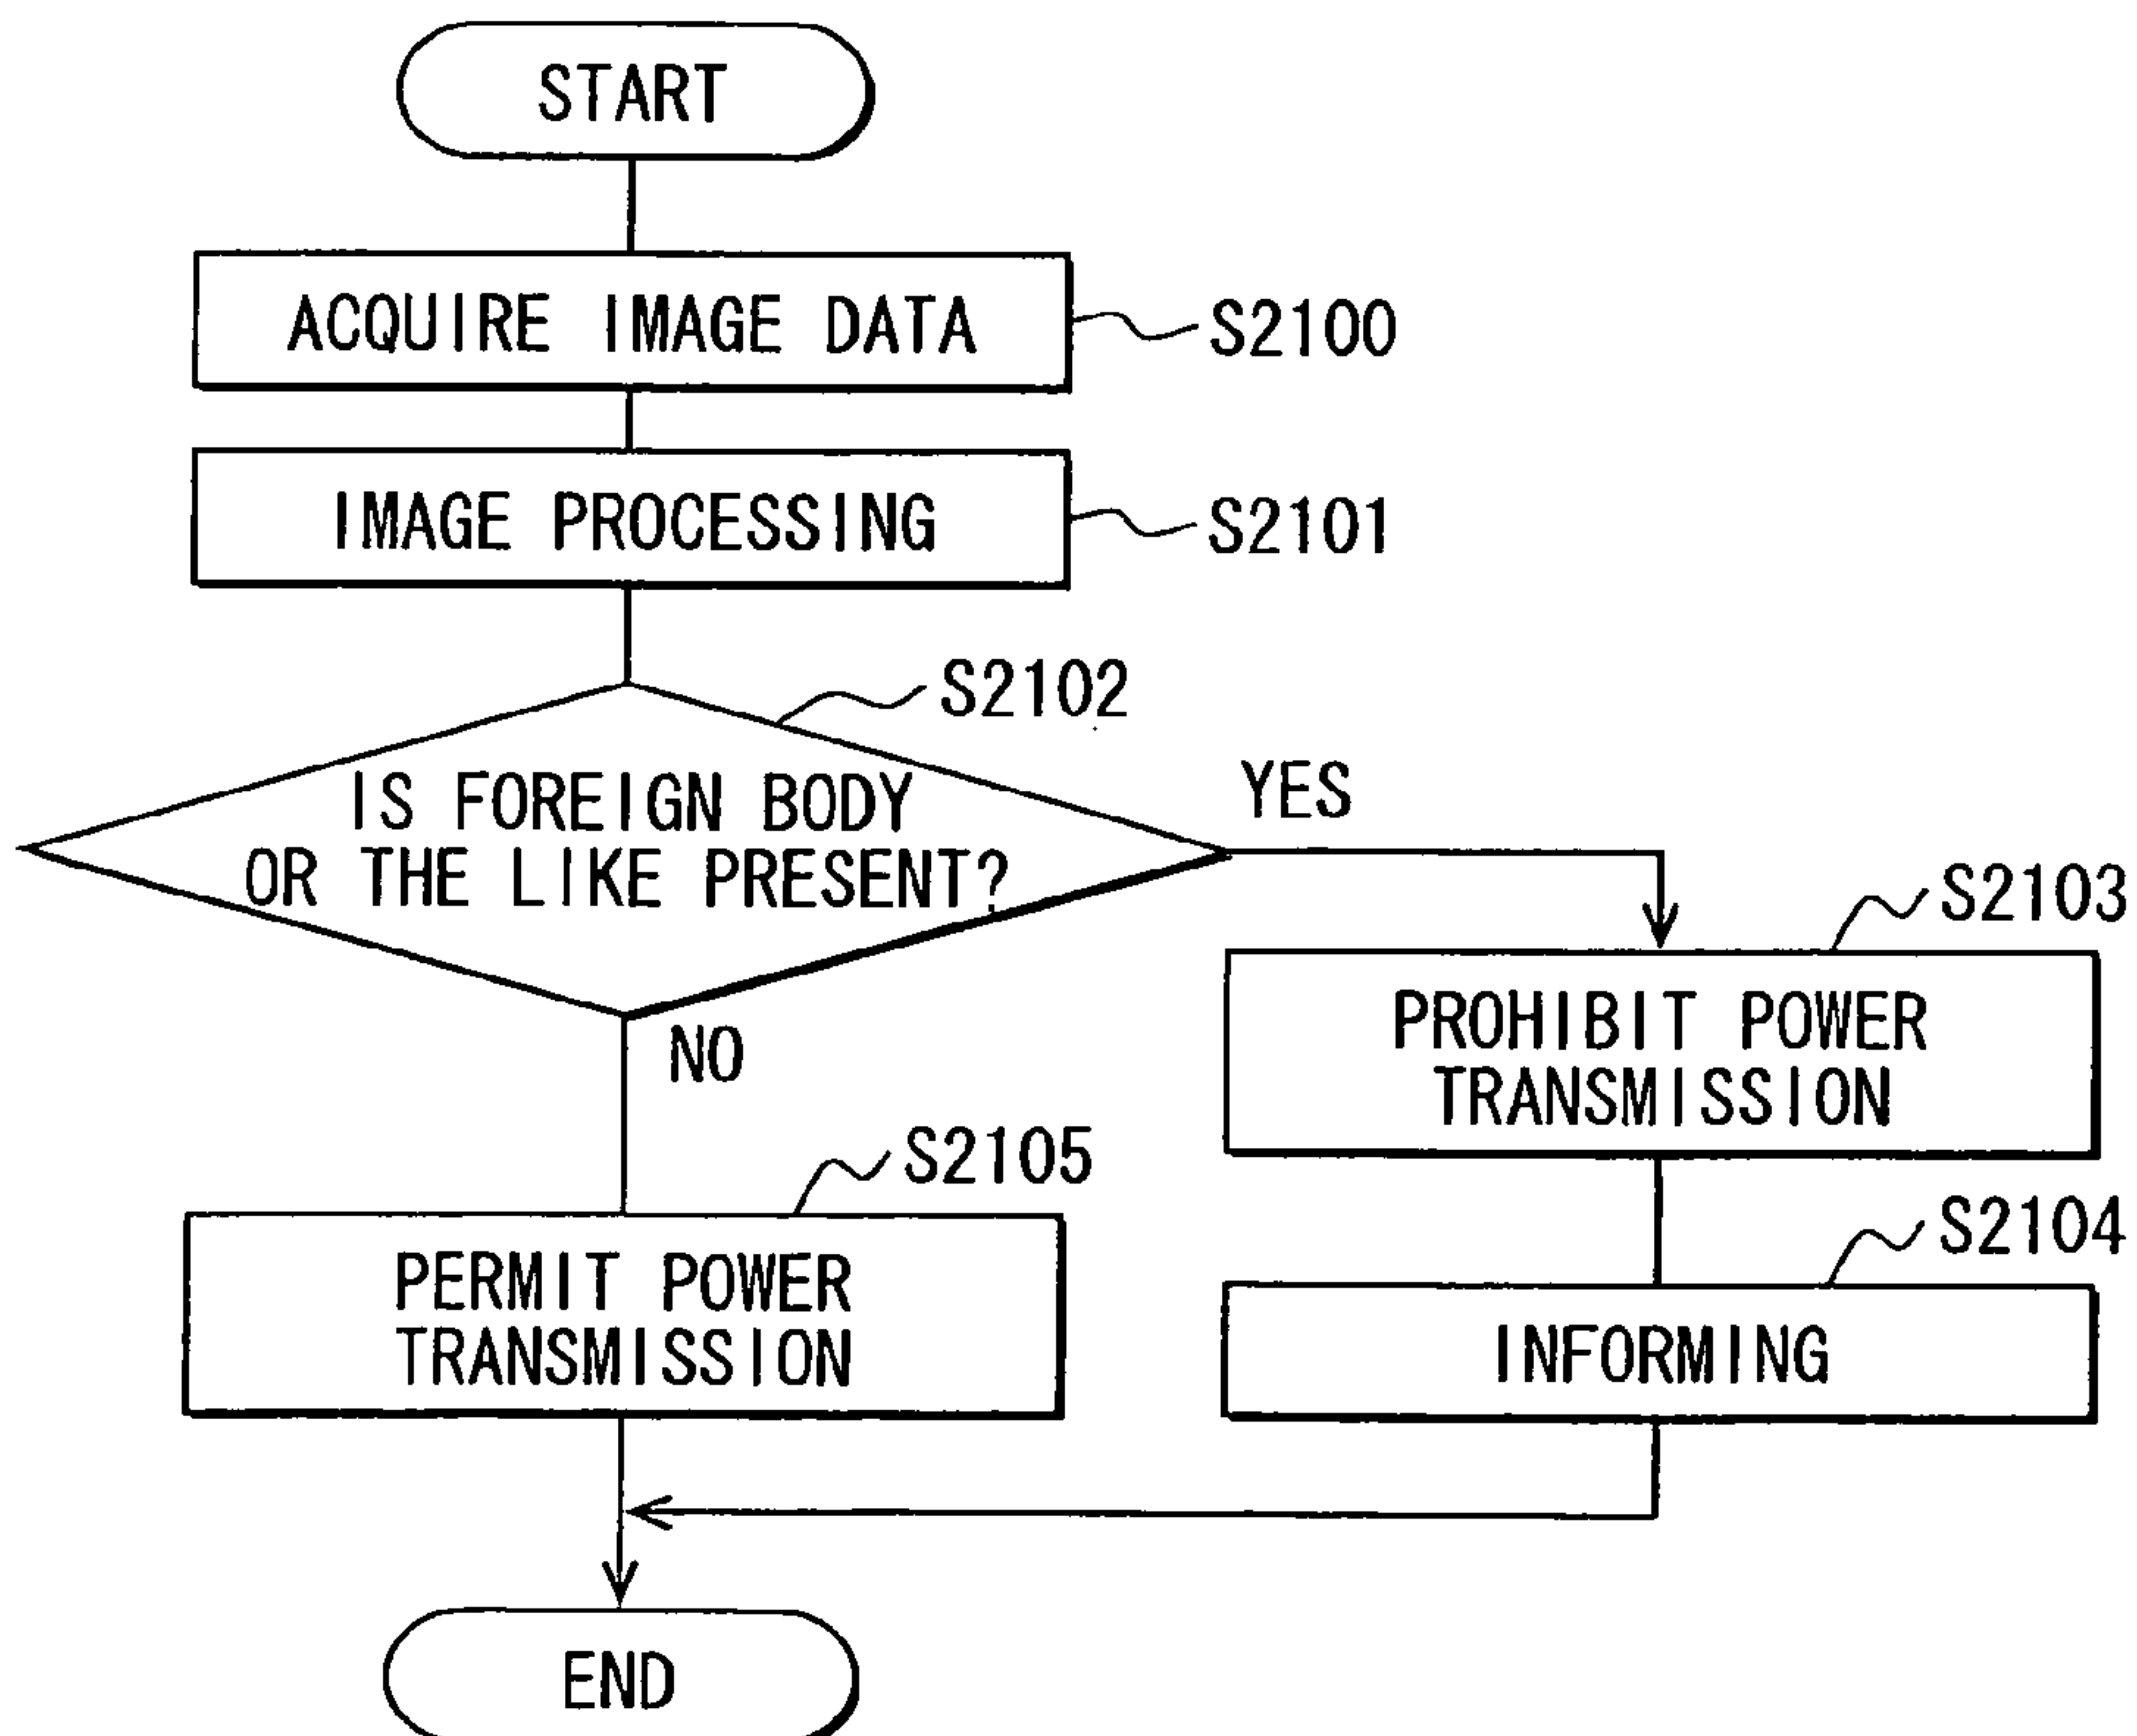 START
ACQUIRE IMAGE DATA
S2100
IMAGE PROCESSING
S2101
S2102
IS FOREIGN BODY
OR THE LIKE PRESENT?
YES
NO
S2103
PROHIBIT POWER
TRANSMISSION
S2104
INFORMING
S2105
PERMIT POWER
TRANSMISSION
END